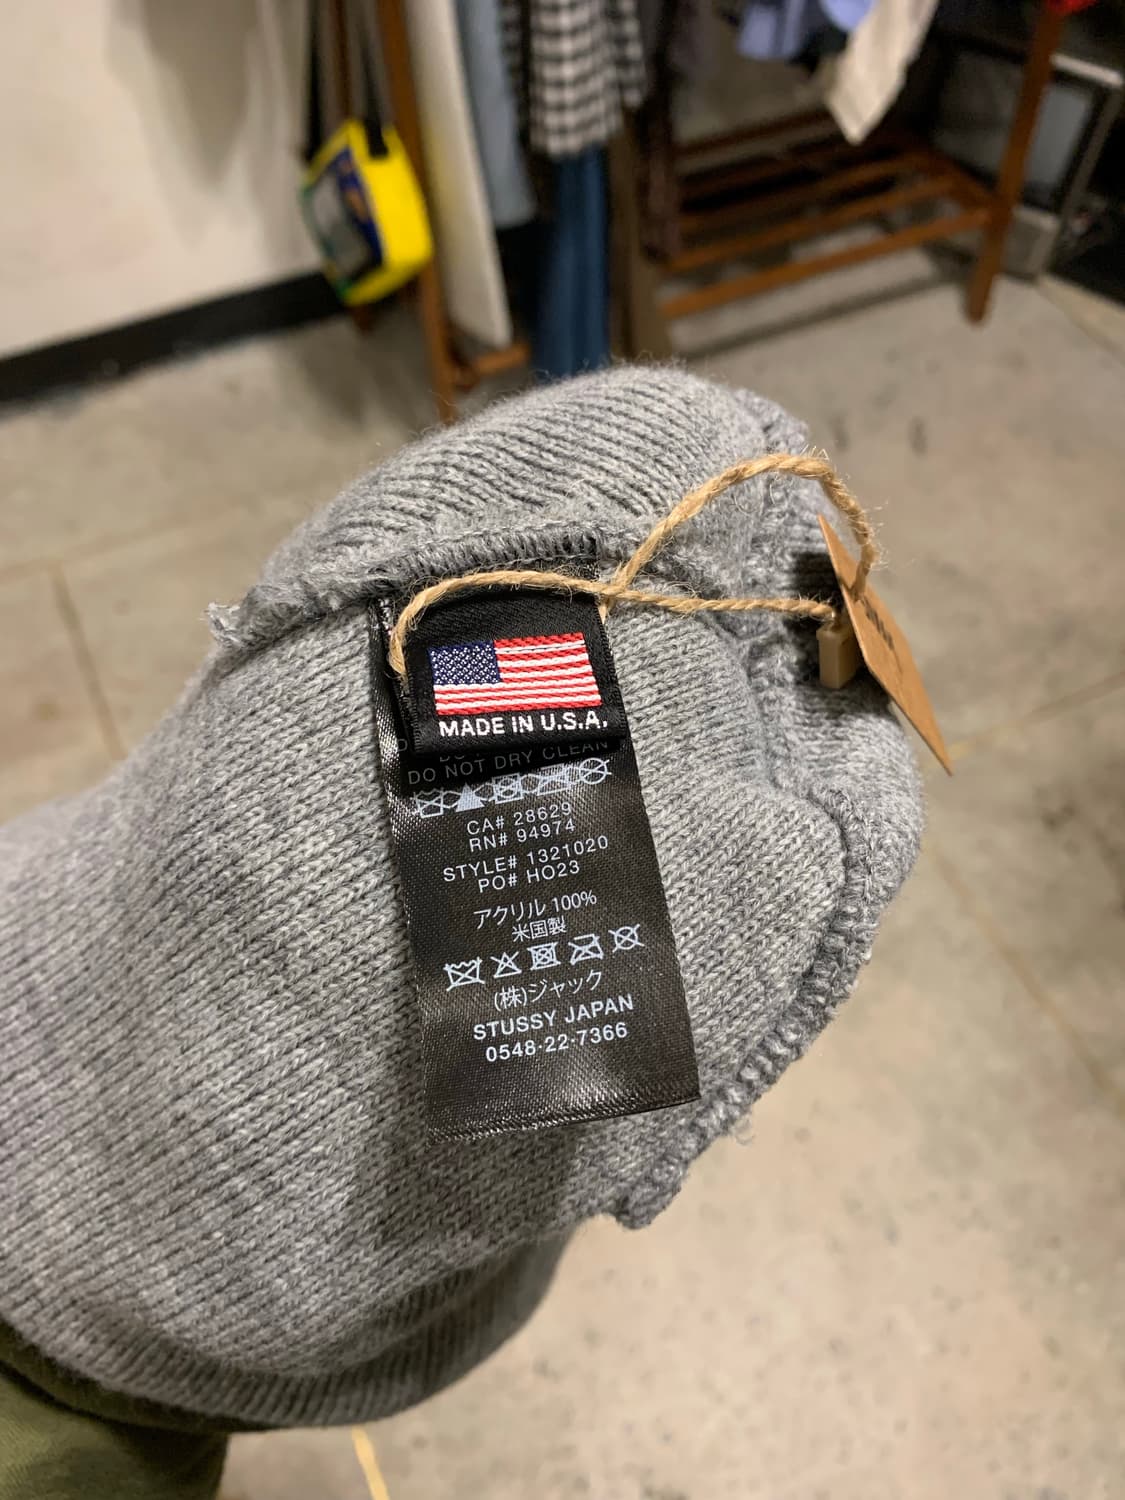 MADE IN U.S.A.
DO NOT DRY CLEAN
CA# 28629
RN# 94974
STYLE# 1321020
PO# HO23
アクリル 100%
米国製
(株)ジャック
STUSSY JAPAN
0548·22·7366